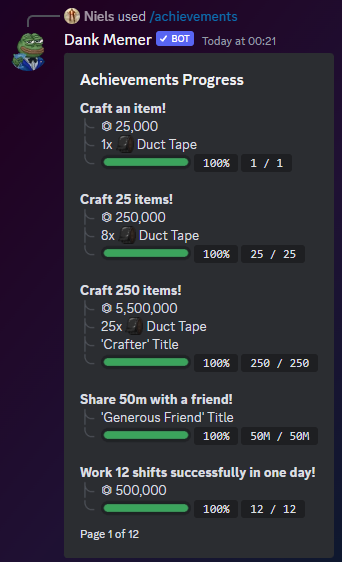 Niels used /achievements
Dank Memer ✓ BOT Today at 00:21
Achievements Progress
Craft an item!
25,000
1x Duct Tape
100% 1 / 1
Craft 25 items!
250,000
8x Duct Tape
100% 25 / 25
Craft 250 items!
5,500,000
25x Duct Tape
'Crafter' Title
100% 250 / 250
Share 50m with a friend!
'Generous Friend' Title
100% 50M / 50M
Work 12 shifts successfully in one day!
500,000
100% 12 / 12
Page 1 of 12